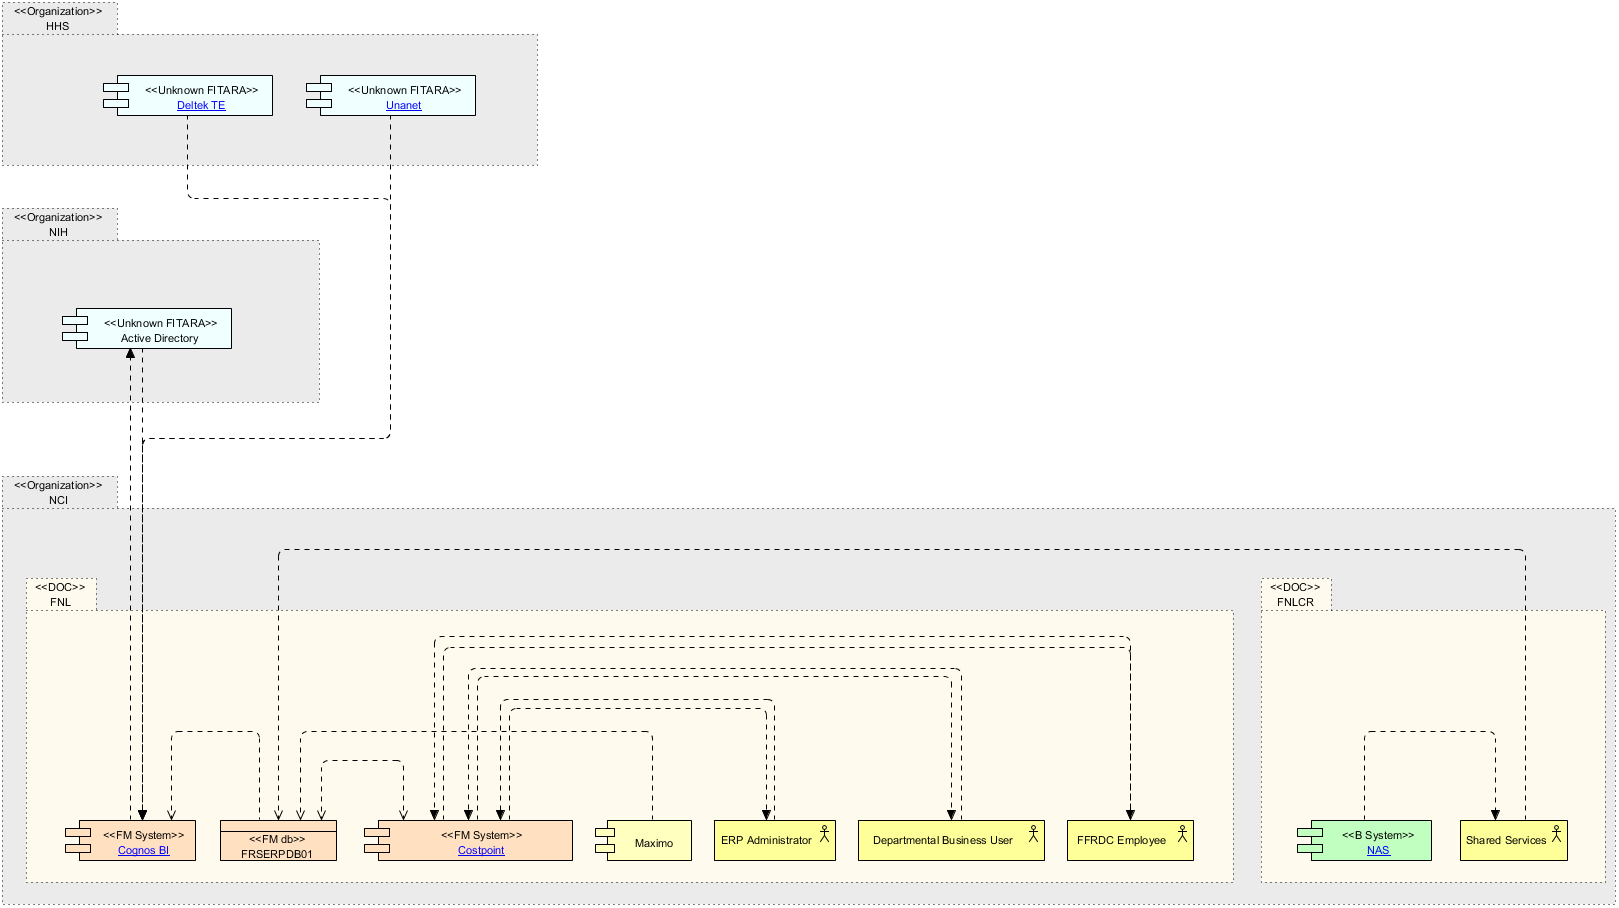 <<Organization>>
HHS
<<Unknown FITARA>>
Deltek TE
<<Unknown FITARA>>
Unanet
<<Organization>>
NIH
<<Unknown FITARA>>
Active Directory
<<Organization>>
NCI
<<DOC>>
FNL
<<DOC>>
FNLCR
<<FM System>>
Cognos BI
<<FM db>>
FRSERPDB01
<<FM System>>
Costpoint
Maximo
ERP Administrator
Departmental Business User
FFRDC Employee
<<B System>>
NAS
Shared Services